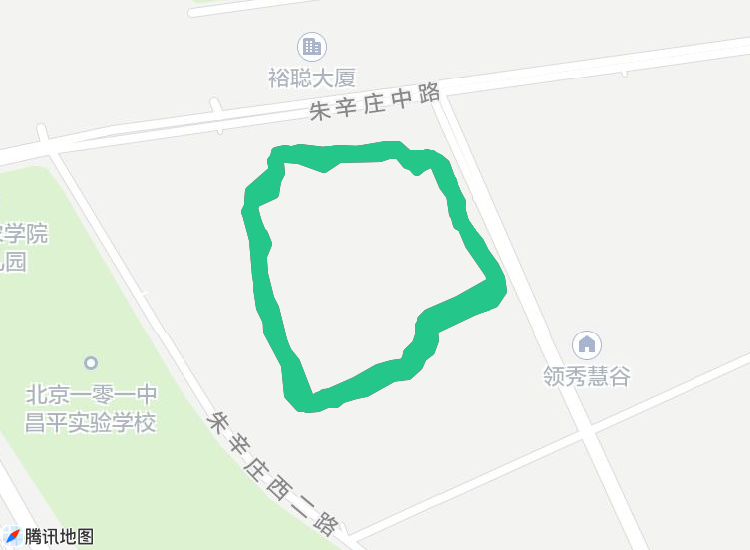 裕聪大厦
朱辛庄中路
学院
园
领秀慧谷
北京一零一中
昌平实验学校
朱辛庄西二路
腾讯地图